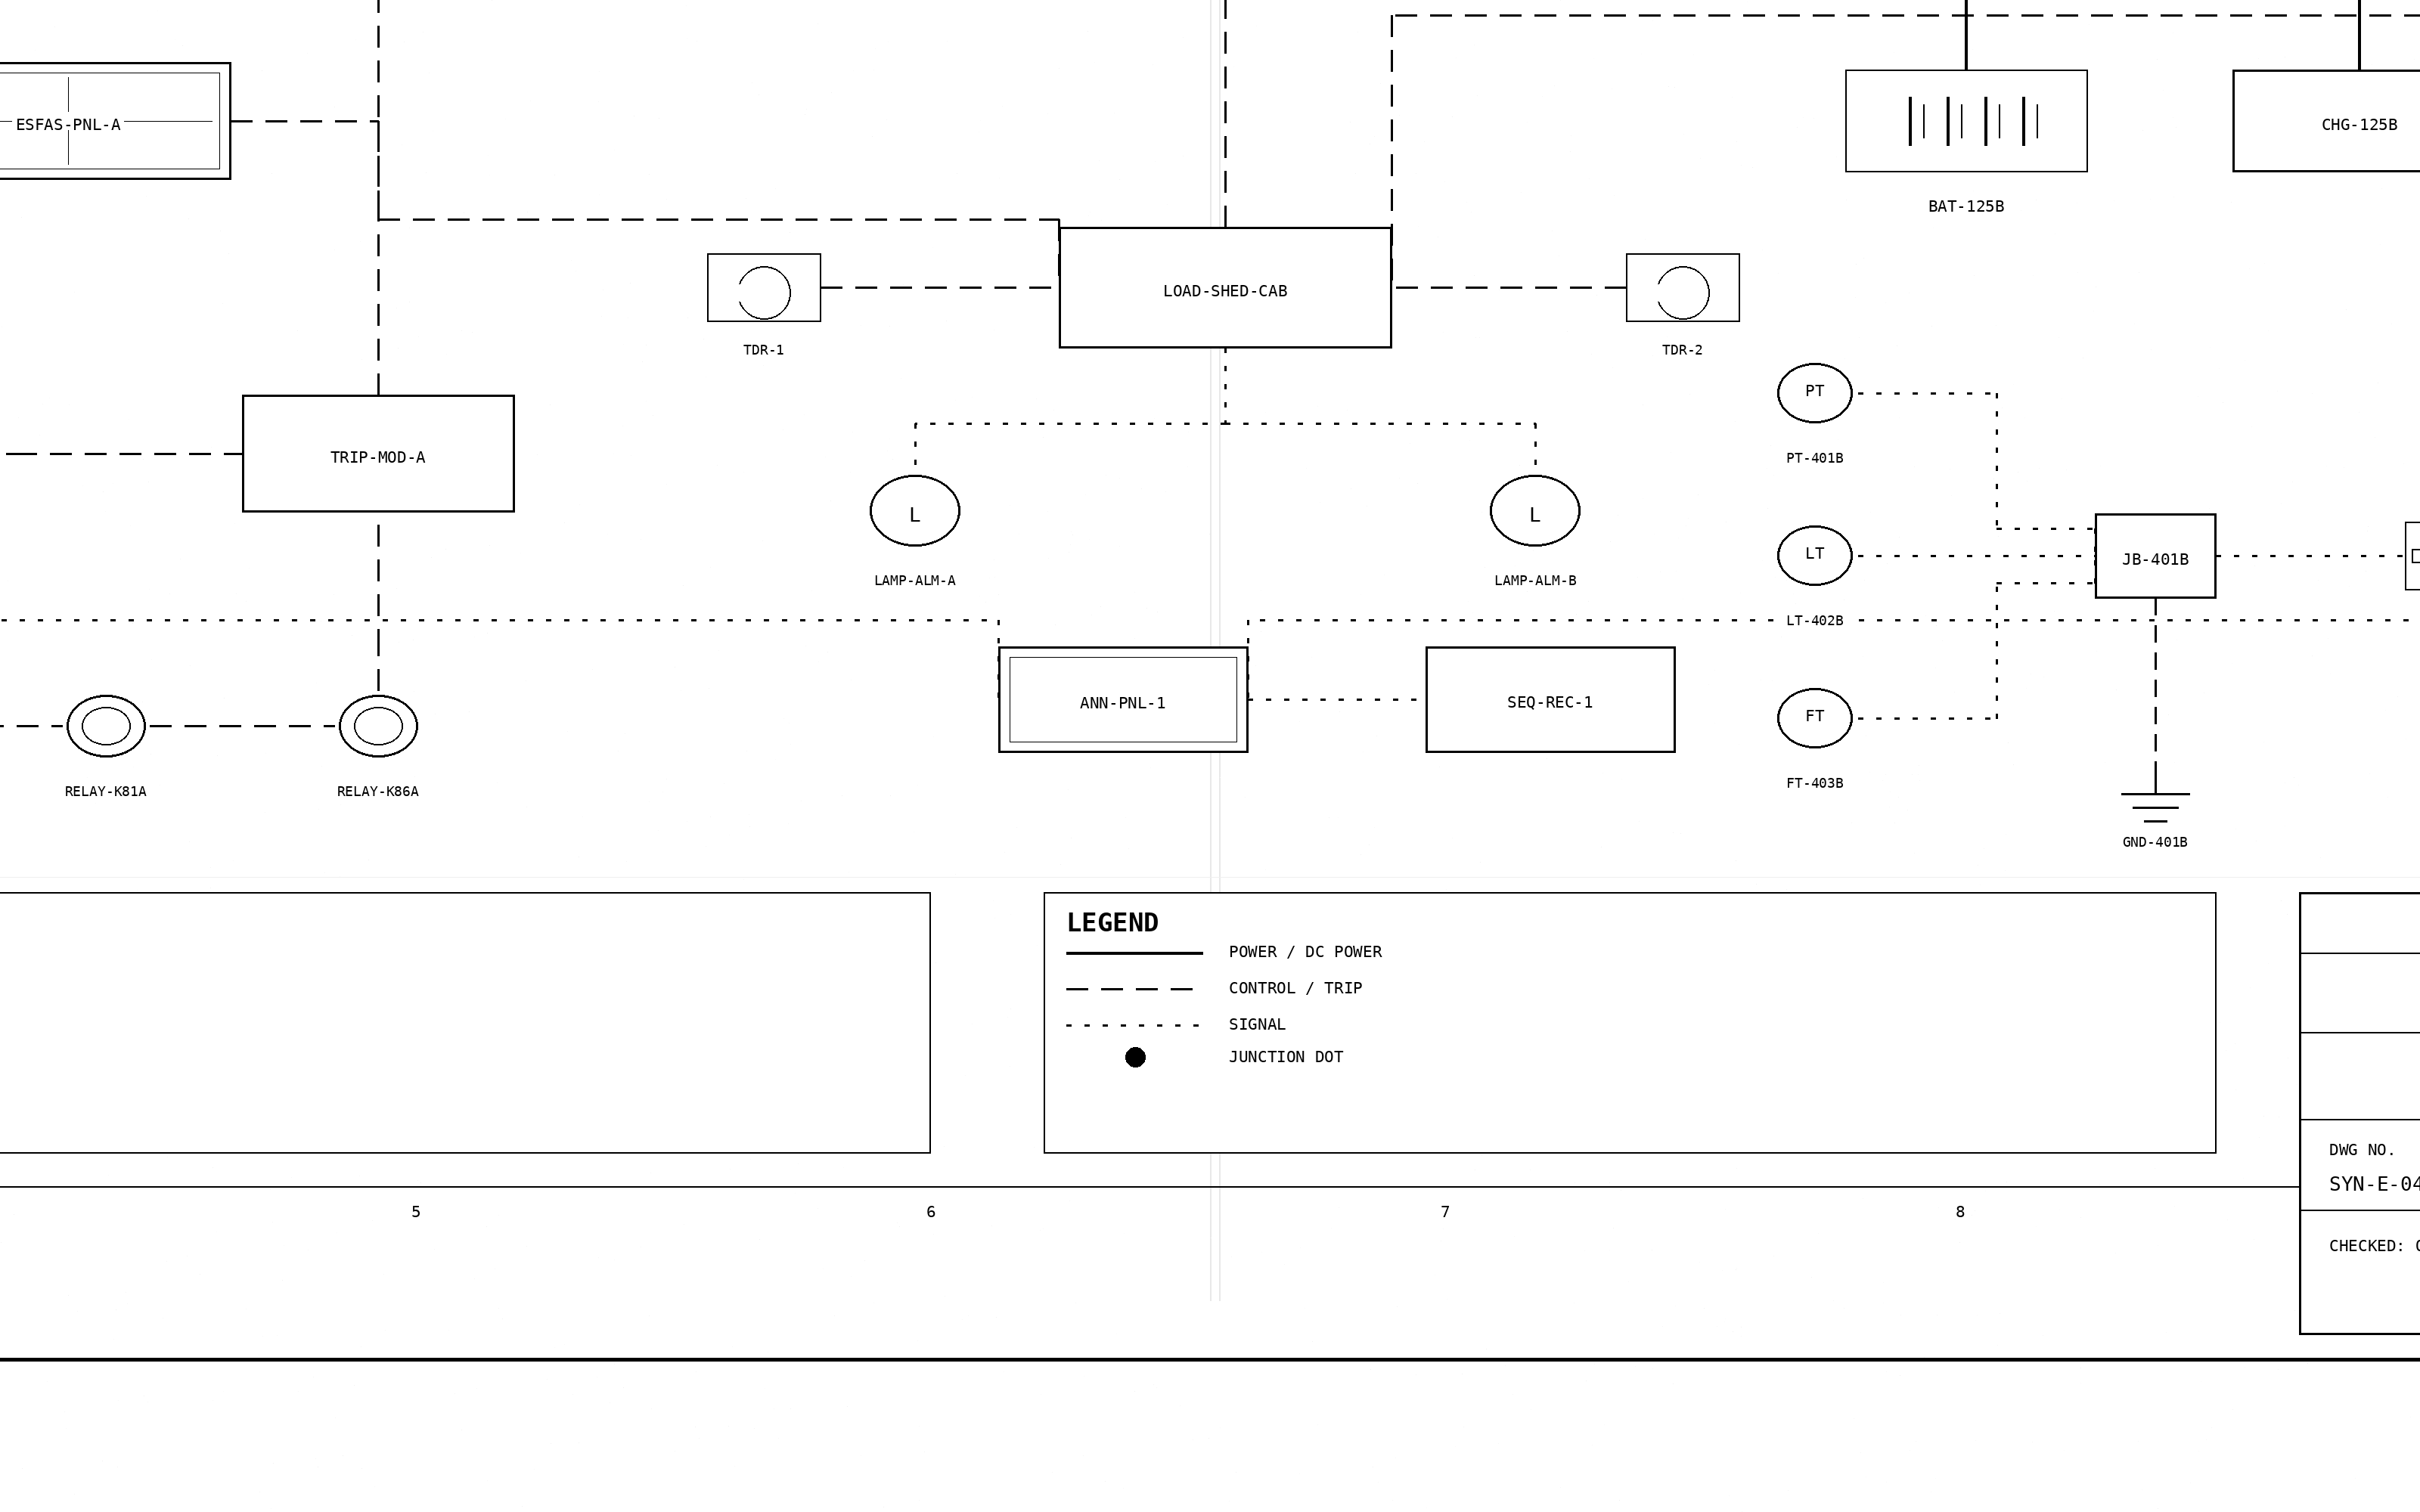 ESFAS-PNL-A
CHG-125B
BAT-125B
LOAD-SHED-CAB
TDR-1
TDR-2
PT
TRIP-MOD-A
PT-401B
L
L
LT
JB-401B
LAMP-ALM-A
LAMP-ALM-B
LT-402B
ANN-PNL-1
SEQ-REC-1
FT
RELAY-K81A
RELAY-K86A
FT-403B
GND-401B
LEGEND
POWER / DC POWER
CONTROL / TRIP
SIGNAL
JUNCTION DOT
DWG NO.
SYN-E-04
5
6
7
8
CHECKED: